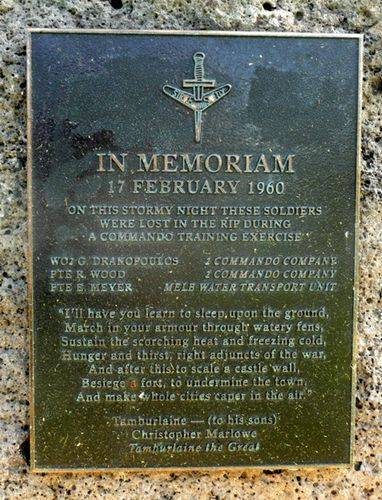 IN MEMORIAM
17 FEBRUARY 1960
ON THIS STORMY NIGHT THESE SOLDIERS
WERE LOST IN THE RIP DURING
A COMMANDO TRAINING EXERCISE
WO2 G. DRAKOPOULOS 2 COMMANDO COMPANY
PTE R. WOOD 2 COMMANDO COMPANY
PTE E. MEYER MELB WATER TRANSPORT UNIT
"I'll have you learn to sleep upon the ground,
March in your armour through watery fens,
Sustain the scorching heat and freezing cold,
Hunger and thirst, right adjuncts of the war,
And after this to scale a castle wall,
Besiege a fort, to undermine the town,
And make whole cities caper in the air."
Tamburlaine — (to his sons)
Christopher Marlowe
Tamburlaine the Great